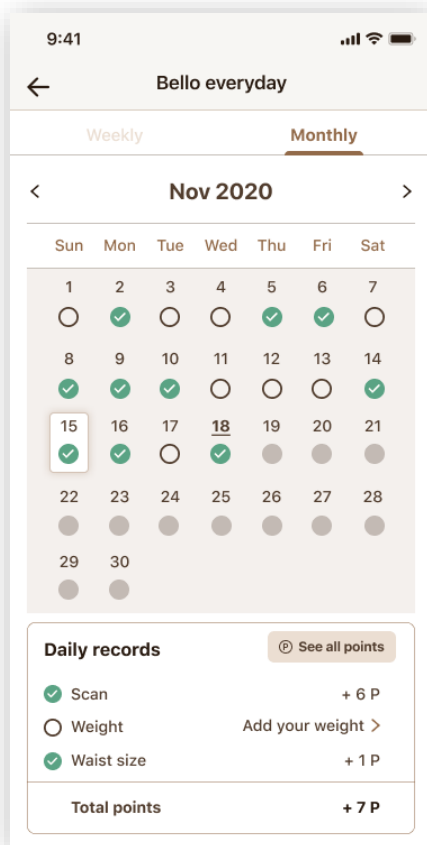 9:41
Bello everyday
Weekly Monthly
< Nov 2020 >
Sun Mon Tue Wed Thu Fri Sat
1 2 3 4 5 6 7
8 9 10 11 12 13 14
15 16 17 18 19 20 21
22 23 24 25 26 27 28
29 30
Daily records Ⓟ See all points
Scan + 6 P
Weight Add your weight >
Waist size + 1 P
Total points + 7 P